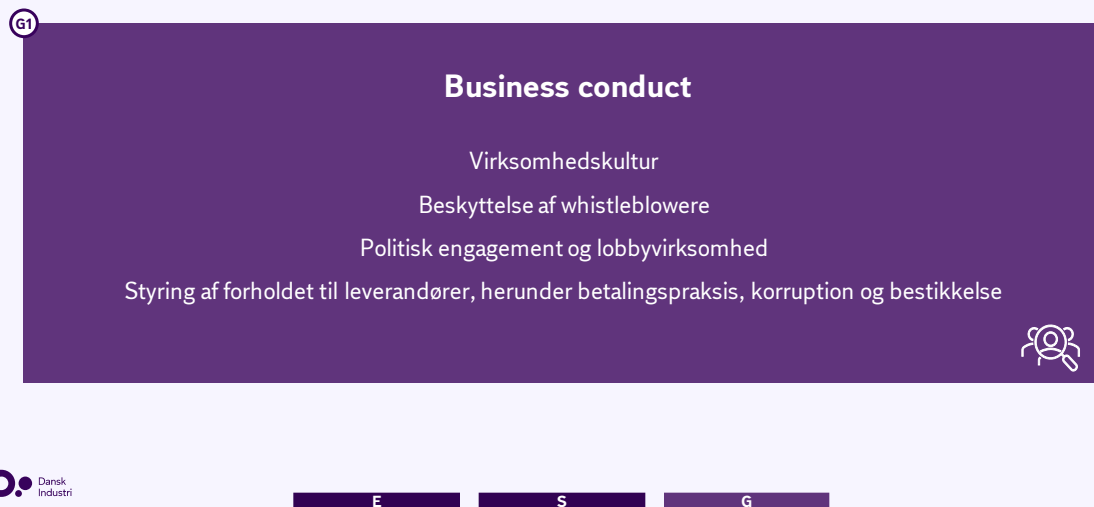 G1
Business conduct
Virksomhedskultur
Beskyttelse af whistleblowere
Politisk engagement og lobbyvirksomhed
Styring af forholdet til leverandører, herunder betalingspraksis, korruption og bestikkelse
Dansk
Industri
E
S
G